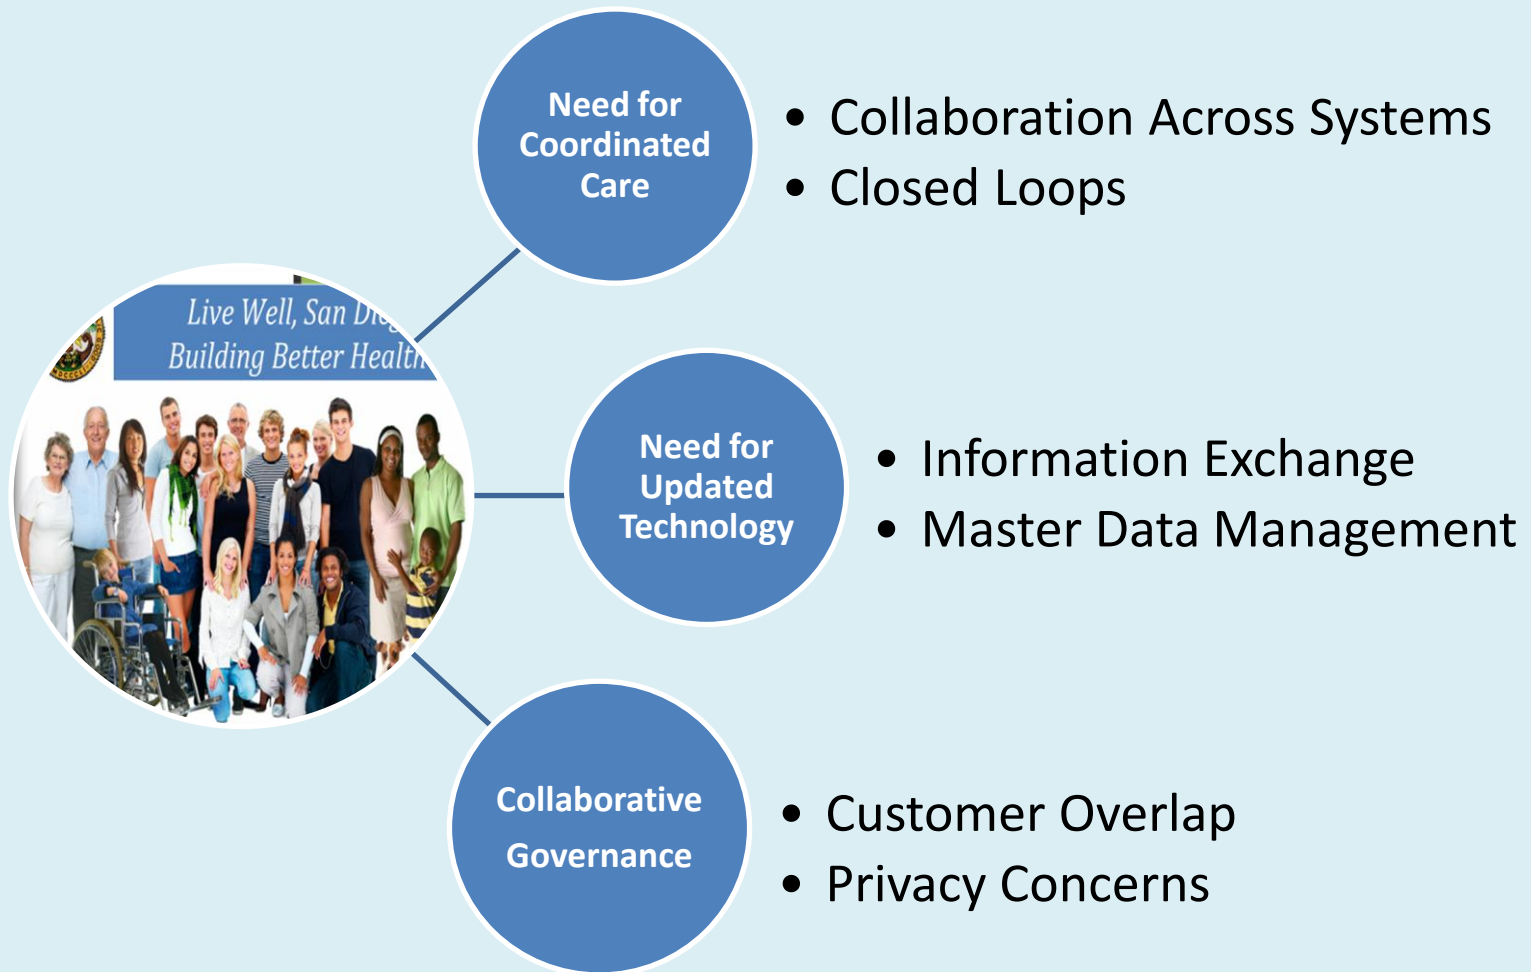 Need for
Coordinated
Care
• Collaboration Across Systems
• Closed Loops
Live Well, San
Building Better Health
Need for
Updated
Technology
• Information Exchange
• Master Data Management
Collaborative
Governance
• Customer Overlap
• Privacy Concerns